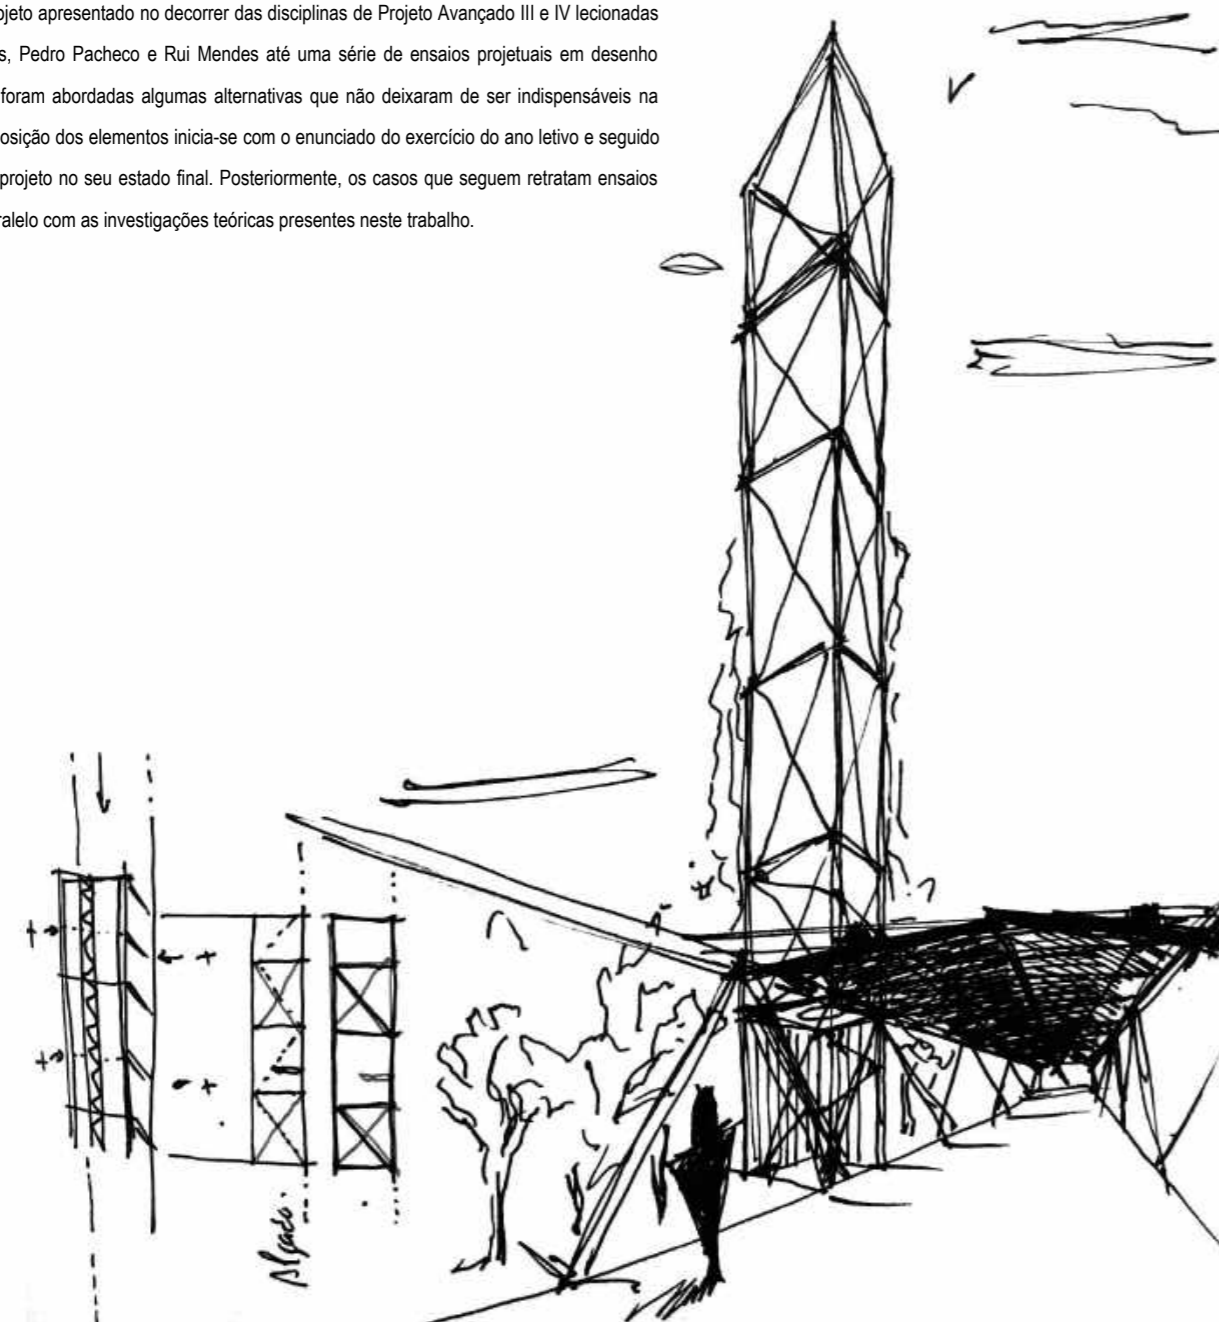 ojeto apresentado no decorrer das disciplinas de Projeto Avançado III e IV lecionadas
s, Pedro Pacheco e Rui Mendes até uma série de ensaios projetuais em desenho
foram abordadas algumas alternativas que não deixaram de ser indispensáveis na
osição dos elementos inicia-se com o enunciado do exercício do ano letivo e seguido
projeto no seu estado final. Posteriormente, os casos que seguem retratam ensaios
ralelo com as investigações teóricas presentes neste trabalho.
Alçado.